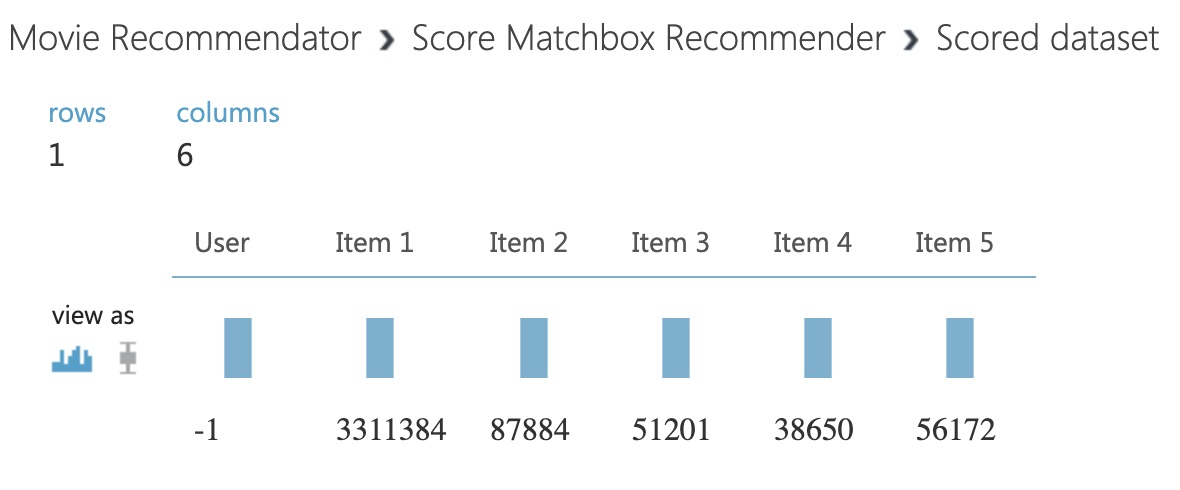 Movie Recommendator ❯ Score Matchbox Recommender ❯ Scored dataset
rows columns
1 6
User Item 1 Item 2 Item 3 Item 4 Item 5
view as
-1 3311384 87884 51201 38650 56172